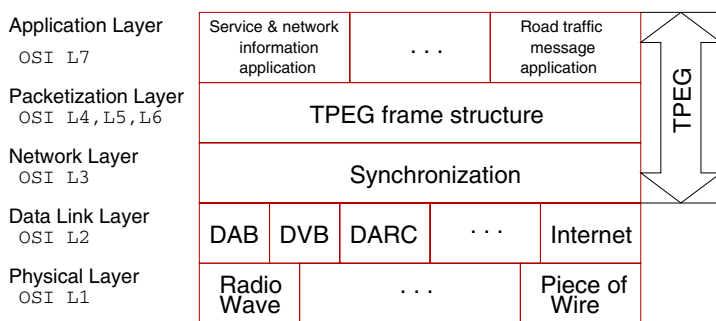 Application Layer
OSI L7
Service & network
information
application
. . .
Road traffic
message
application
TPEG
Packetization Layer
OSI L4,L5,L6
TPEG frame structure
Network Layer
OSI L3
Synchronization
Data Link Layer
OSI L2
DAB
DVB
DARC
. . .
Internet
Physical Layer
OSI L1
Radio
Wave
. . .
Piece of
Wire